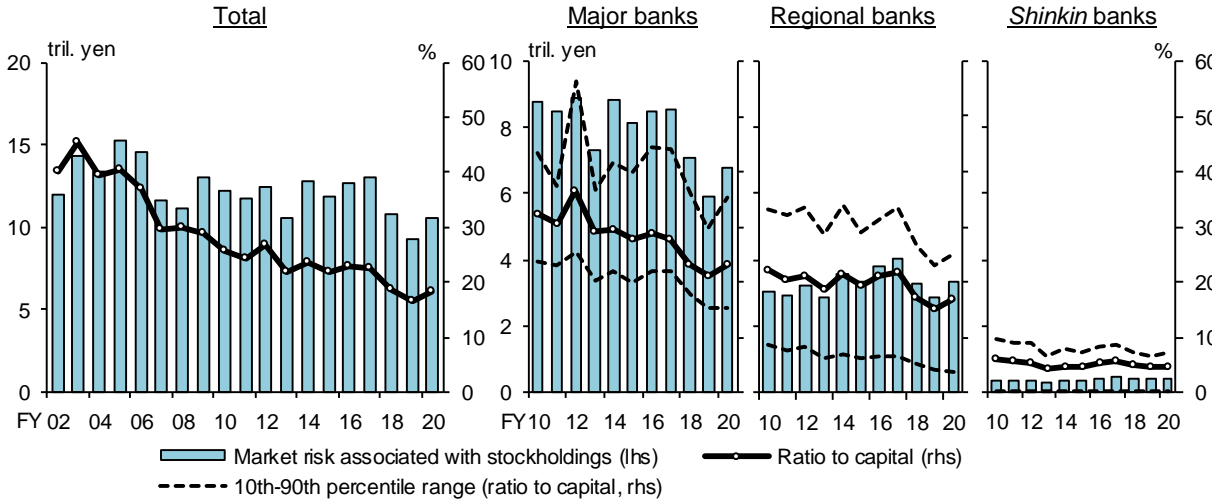 Total
Major banks
Regional banks
Shinkin banks
tril. yen
%
20
15
10
5
0
60
50
40
30
20
10
0
FY 02 04 06 08 10 12 14 16 18 20
tril. yen
10
8
6
4
2
0
FY 10 12 14 16 18 20
10 12 14 16 18 20
%
60
50
40
30
20
10
0
10 12 14 16 18 20
Market risk associated with stockholdings (lhs)
Ratio to capital (rhs)
10th-90th percentile range (ratio to capital, rhs)